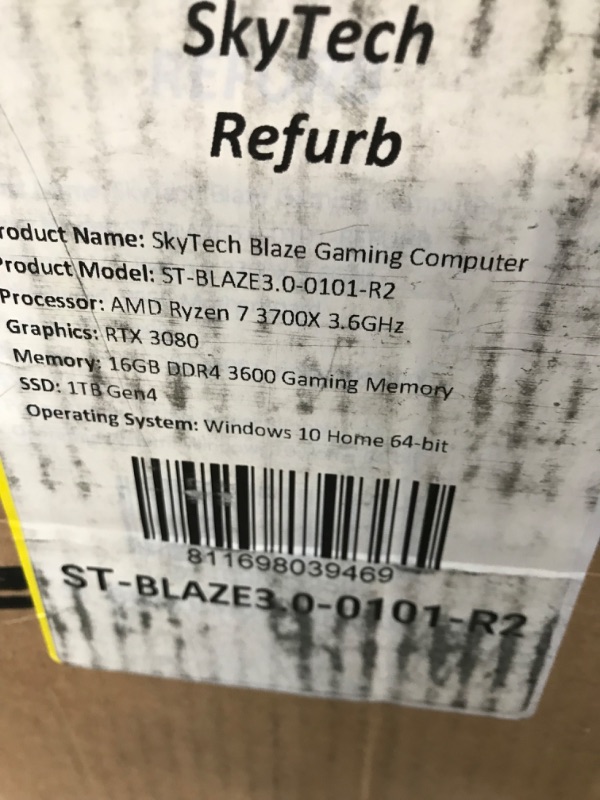 SkyTech
Refurb
roduct Name: SkyTech Blaze Gaming Computer
Product Model: ST-BLAZE3.0-0101-R2
Processor: AMD Ryzen 7 3700X 3.6GHz
Graphics: RTX 3080
Memory: 16GB DDR4 3600 Gaming Memory
SSD: 1TB Gen4
Operating System: Windows 10 Home 64-bit
811698039469
ST-BLAZE3.0-0101-R2